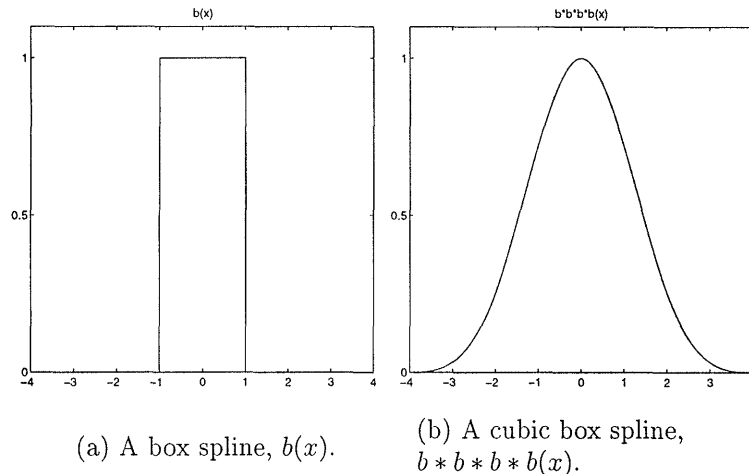 b(x)
1
0.5
0
−4 −3 −2 −1 0 1 2 3 4
(a) A box spline, b(x).
b*b*b*b(x)
1
0.5
0
−4 −3 −2 −1 0 1 2 3
(b) A cubic box spline,
b * b * b * b(x).